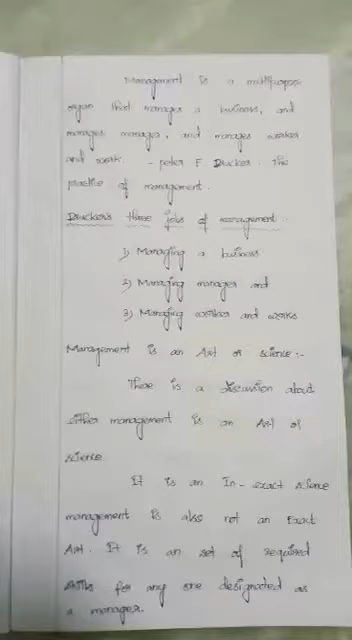 Management is a multipurpose
organ that manages a business, and
manages manager, and manages worker
and work. - peter F. Drucker. The
practice of management.
Drucker's three jobs of management:-
1) Managing a business
2) Managing manager and
3) Managing worker and works
Management is an Art or science :-
There is a discussion about
either management is an Art or
science
It is an In-exact science
management is also not an Exact
Art. It is an set of required
skills for any one designated as
a manager.